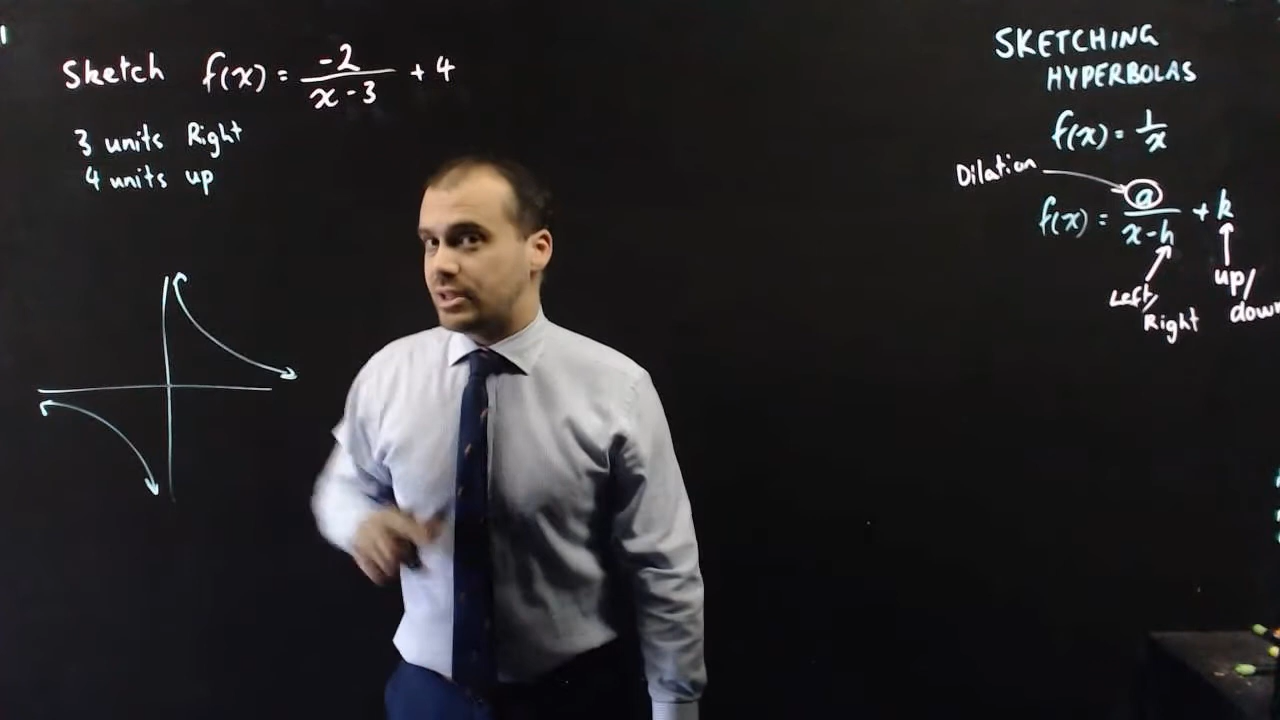 Sketch f(x) = -2/(x-3) + 4
3 units Right
4 units up
SKETCHING
HYPERBOLAS
f(x) = 1/x
Dilation
f(x) = a/(x-h) + k
Left/
Right
up/
down